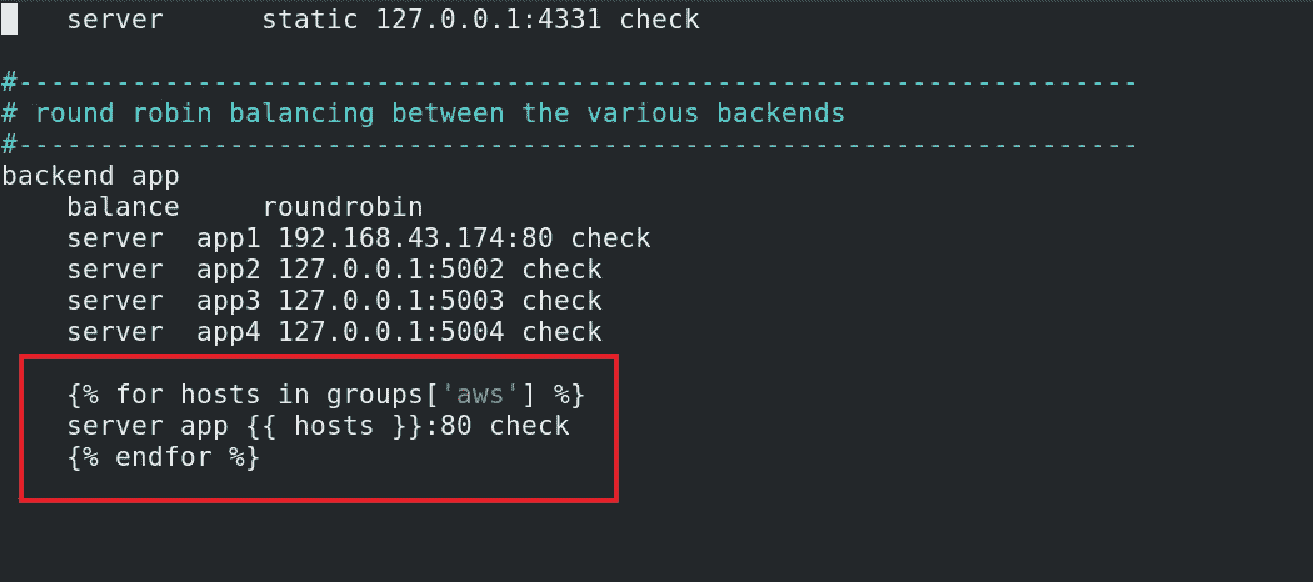 server      static 127.0.0.1:4331 check
#---------------------------------------------------------------------
# round robin balancing between the various backends
#---------------------------------------------------------------------
backend app
    balance     roundrobin
    server  app1 192.168.43.174:80 check
    server  app2 127.0.0.1:5002 check
    server  app3 127.0.0.1:5003 check
    server  app4 127.0.0.1:5004 check
    {% for hosts in groups['aws'] %}
    server app {{ hosts }}:80 check
    {% endfor %}